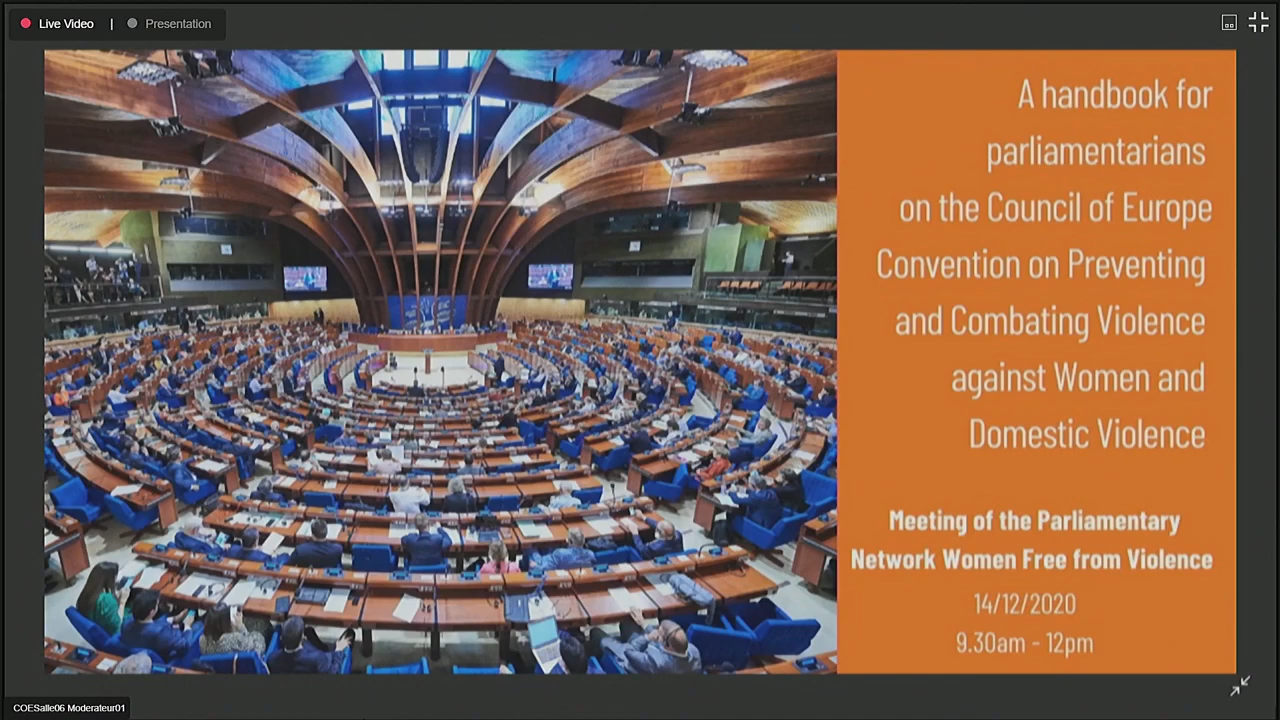 Live Video | Presentation
A handbook for
parliamentarians
on the Council of Europe
Convention on Preventing
and Combating Violence
against Women and
Domestic Violence
Meeting of the Parliamentary
Network Women Free from Violence
14/12/2020
9.30am - 12pm
COESalle06 Moderateur01